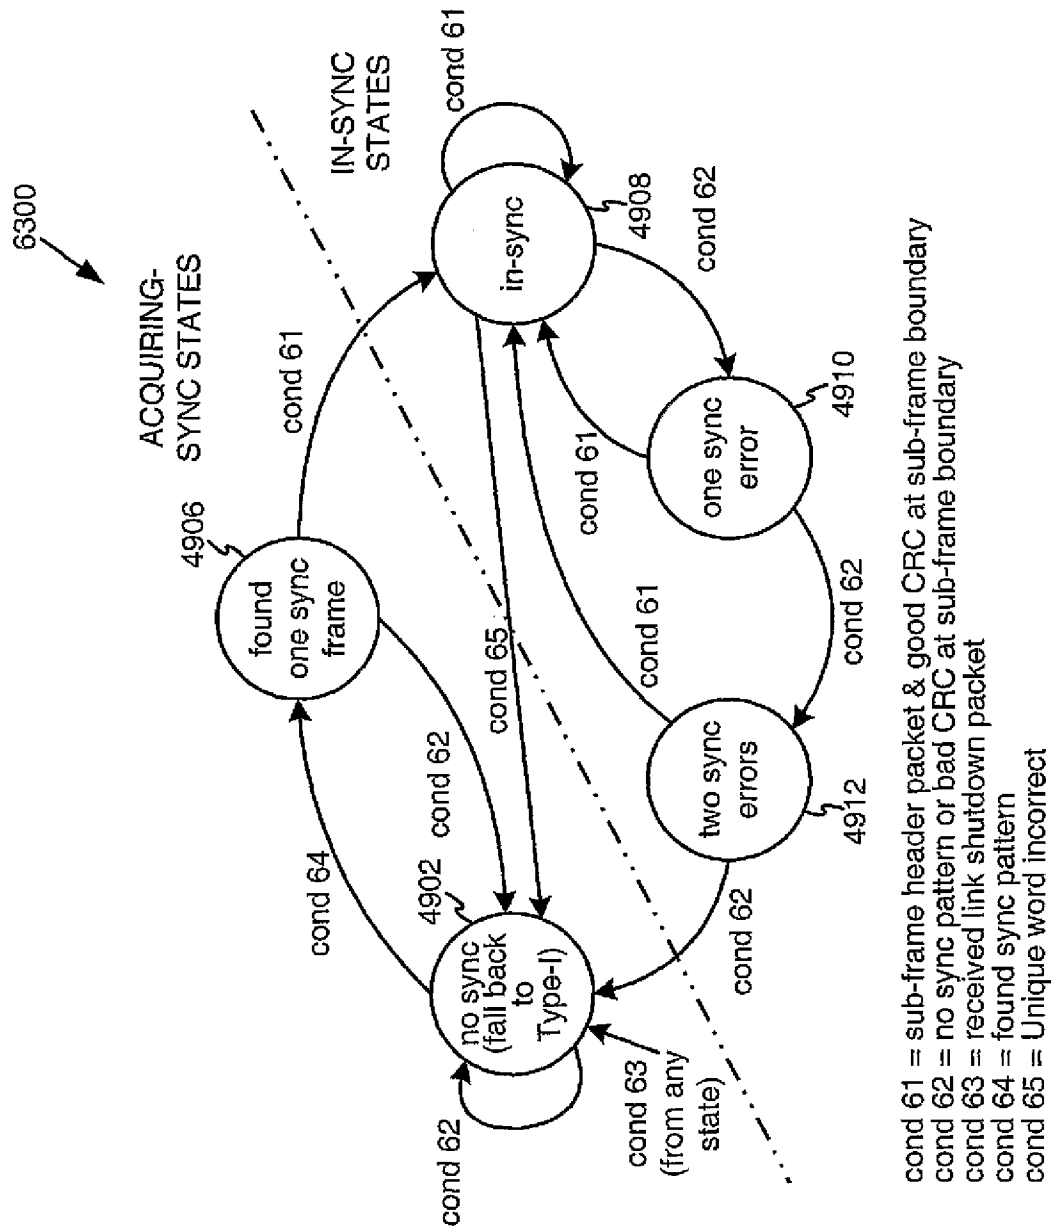 6300
ACQUIRING-
SYNC STATES
IN-SYNC
STATES
4906
found
one sync
frame
cond 61
cond 61
in-sync
4908
cond 64
cond 62
cond 65
cond 61
cond 61
cond 62
4902
no sync
(fall back
to
Type-I)
cond 62
cond 63
(from any
state)
cond 62
two sync
errors
4912
cond 62
one sync
error
4910
cond 61 = sub-frame header packet & good CRC at sub-frame boundary
cond 62 = no sync pattern or bad CRC at sub-frame boundary
cond 63 = received link shutdown packet
cond 64 = found sync pattern
cond 65 = Unique word incorrect